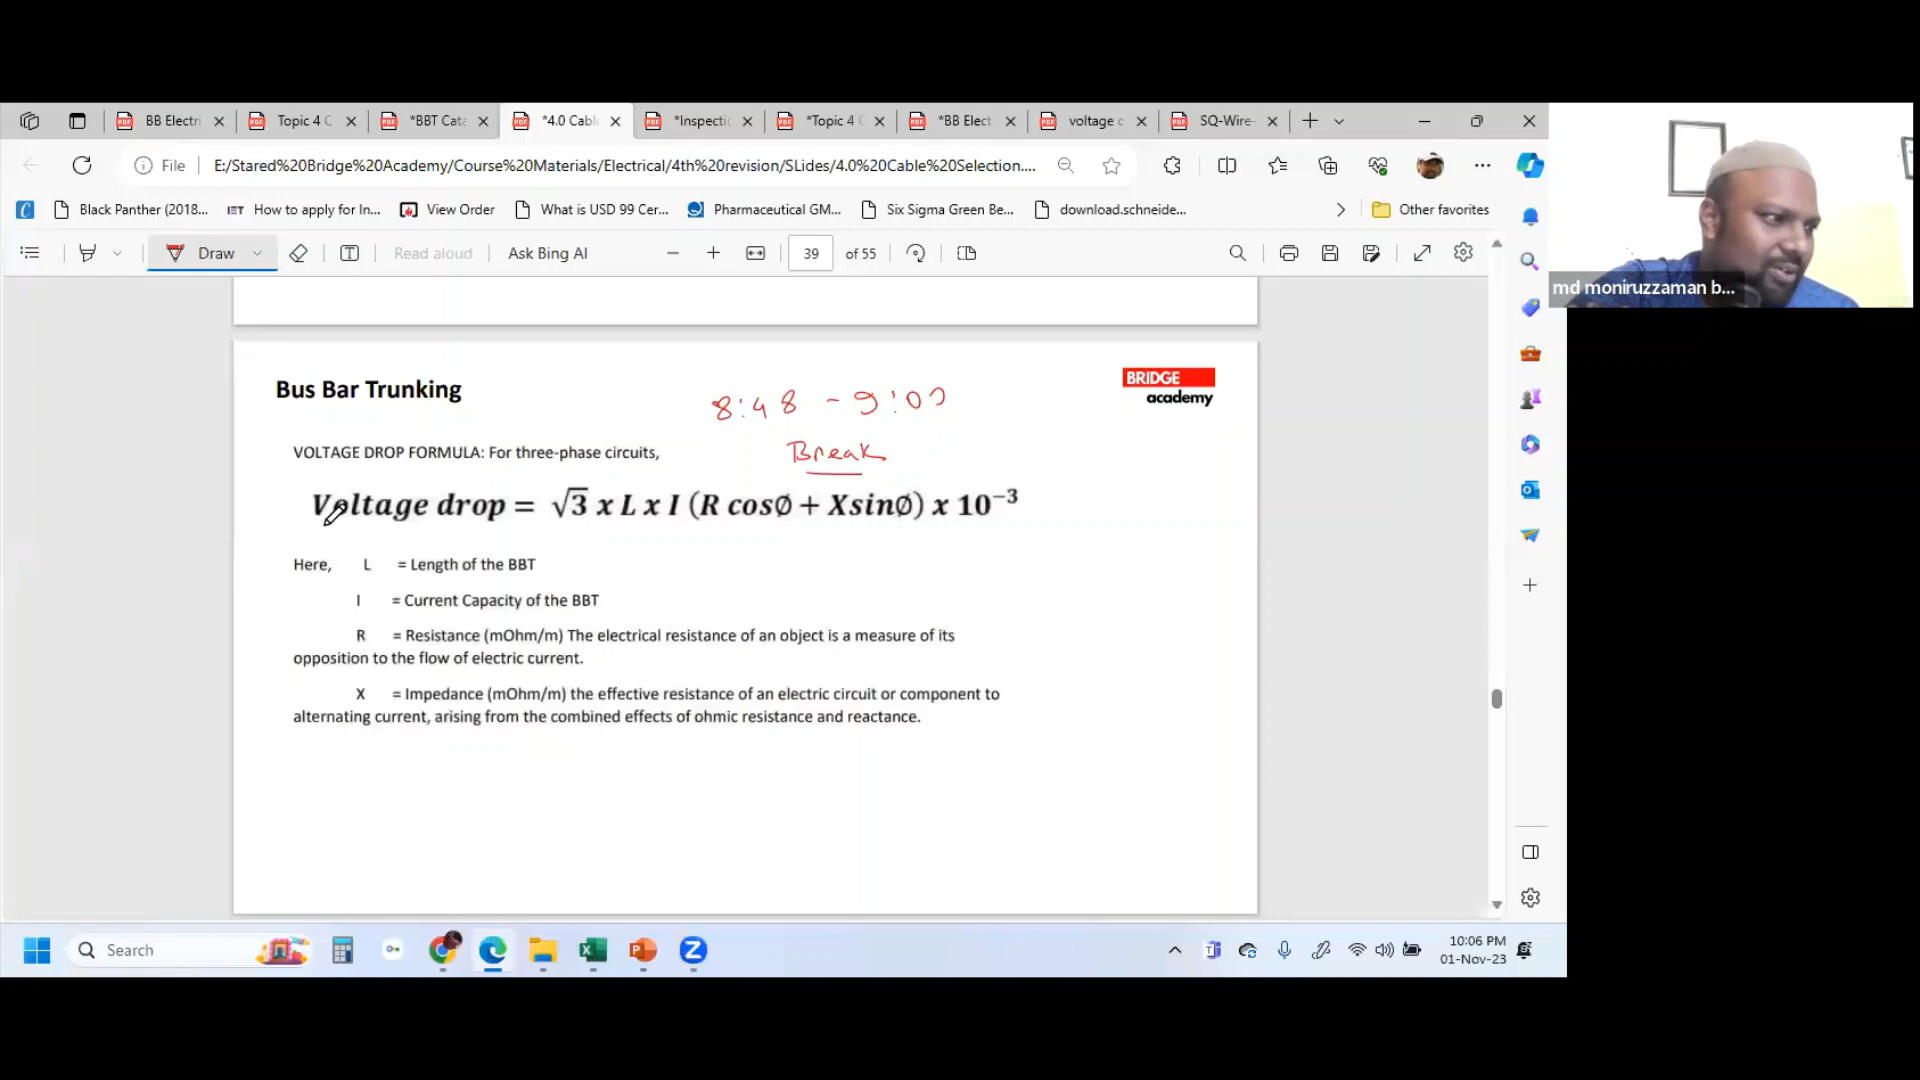 BB Electri
Topic 4 C
*BBT Cata
*4.0 Cabl
*Inspectic
*Topic 4 C
*BB Elect
voltage c
SQ-Wire-
File
E:/Stared%20Bridge%20Academy/Course%20Materials/Electrical/4th%20revision/SLides/4.0%20Cable%20Selection....
Black Panther (2018...
IET How to apply for In...
View Order
What is USD 99 Cer...
Pharmaceutical GM...
Six Sigma Green Be...
download.schneide...
Other favorites
Draw
Read aloud
Ask Bing AI
39 of 55
md moniruzzaman b...
Bus Bar Trunking
8:48 - 9:00
BRIDGE
academy
VOLTAGE DROP FORMULA: For three-phase circuits,
Break
Voltage drop = √3 x L x I (R cosØ + Xsinø) x 10⁻³
Here, L = Length of the BBT
I = Current Capacity of the BBT
R = Resistance (mOhm/m) The electrical resistance of an object is a measure of its
opposition to the flow of electric current.
X = Impedance (mOhm/m) the effective resistance of an electric circuit or component to
alternating current, arising from the combined effects of ohmic resistance and reactance.
Search
10:06 PM
01-Nov-23